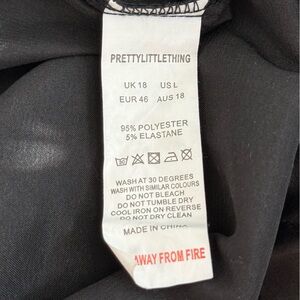 PRETTYLITTLETHING
UK 18 US L
EUR 46 AUS 18
95% POLYESTER
5% ELASTANE
WASH AT 30 DEGREES
WASH WITH SIMILAR COLOURS
DO NOT BLEACH
DO NOT TUMBLE DRY
COOL IRON ON REVERSE
DO NOT DRY CLEAN
MADE IN CHINA
AWAY FROM FIRE